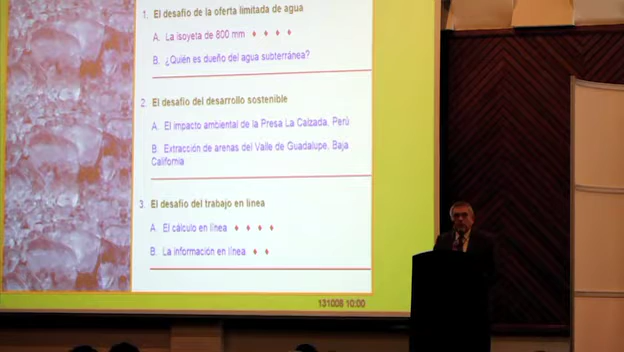 1. El desafío de la oferta limitada de agua
A. La isoyeta de 800 mm ♦ ♦ ♦ ♦
B. ¿Quién es dueño del agua subterránea?
2. El desafío del desarrollo sostenible
A. El impacto ambiental de la Presa La Calzada, Perú
B. Extracción de arenas del Valle de Guadalupe, Baja
California
3. El desafío del trabajo en línea
A. El cálculo en línea ♦ ♦ ♦ ♦
B. La información en línea ♦ ♦
131008 10:00